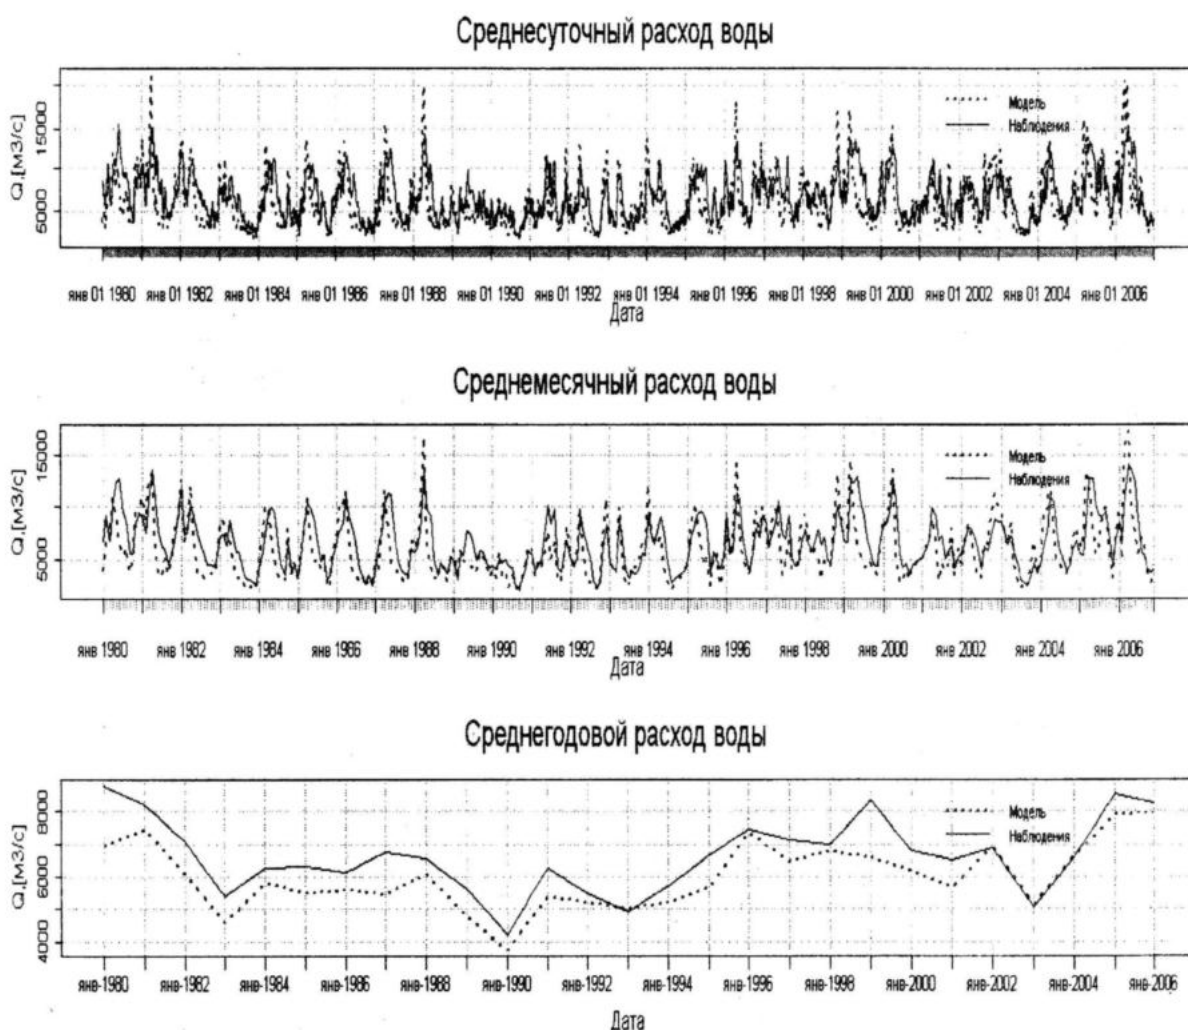 Среднесуточный расход воды
Q,[м3/с]
5000
15000
Модель
Наблюдения
янв 01 1980
янв 01 1982
янв 01 1984
янв 01 1986
янв 01 1988
янв 01 1990
янв 01 1992
янв 01 1994
янв 01 1996
янв 01 1998
янв 01 2000
янв 01 2002
янв 01 2004
янв 01 2006
Дата
Среднемесячный расход воды
Q,[м3/с]
5000
15000
Модель
Наблюдения
янв 1980
янв 1982
янв 1984
янв 1986
янв 1988
янв 1990
янв 1992
янв 1994
янв 1996
янв 1998
янв 2000
янв 2002
янв 2004
янв 2006
Дата
Среднегодовой расход воды
Q,[м3/с]
4000
6000
8000
Модель
Наблюдения
янв-1980
янв-1982
янв-1984
янв-1986
янв-1988
янв-1990
янв-1992
янв-1994
янв-1996
янв-1998
янв-2000
янв-2002
янв-2004
янв-2006
Дата